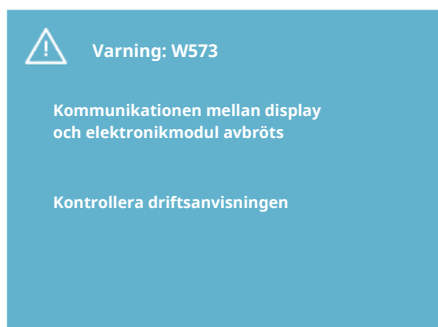 Varning: W573
Kommunikationen mellan display
och elektronikmodul avbröts
Kontrollera driftsanvisningen